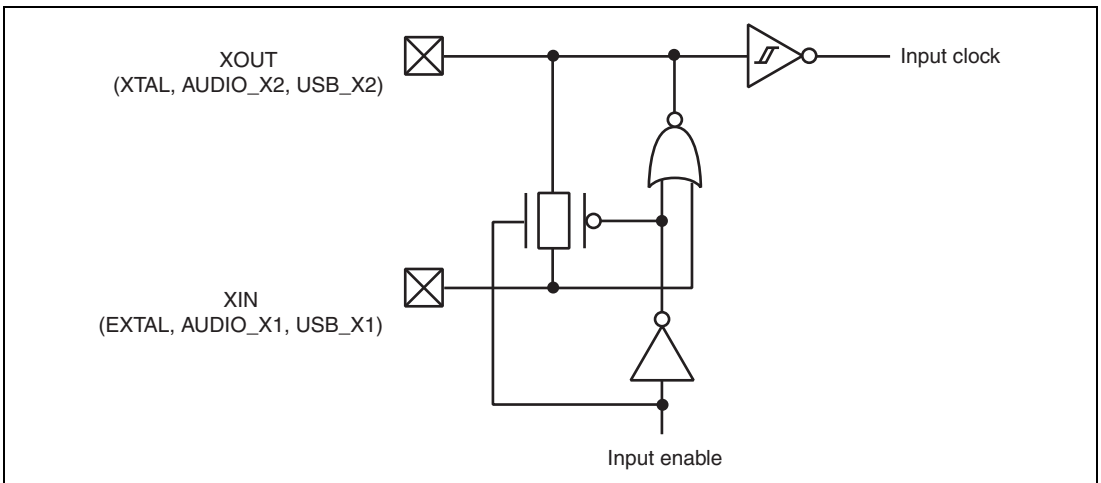 XOUT
(XTAL, AUDIO_X2, USB_X2)
Input clock
XIN
(EXTAL, AUDIO_X1, USB_X1)
Input enable